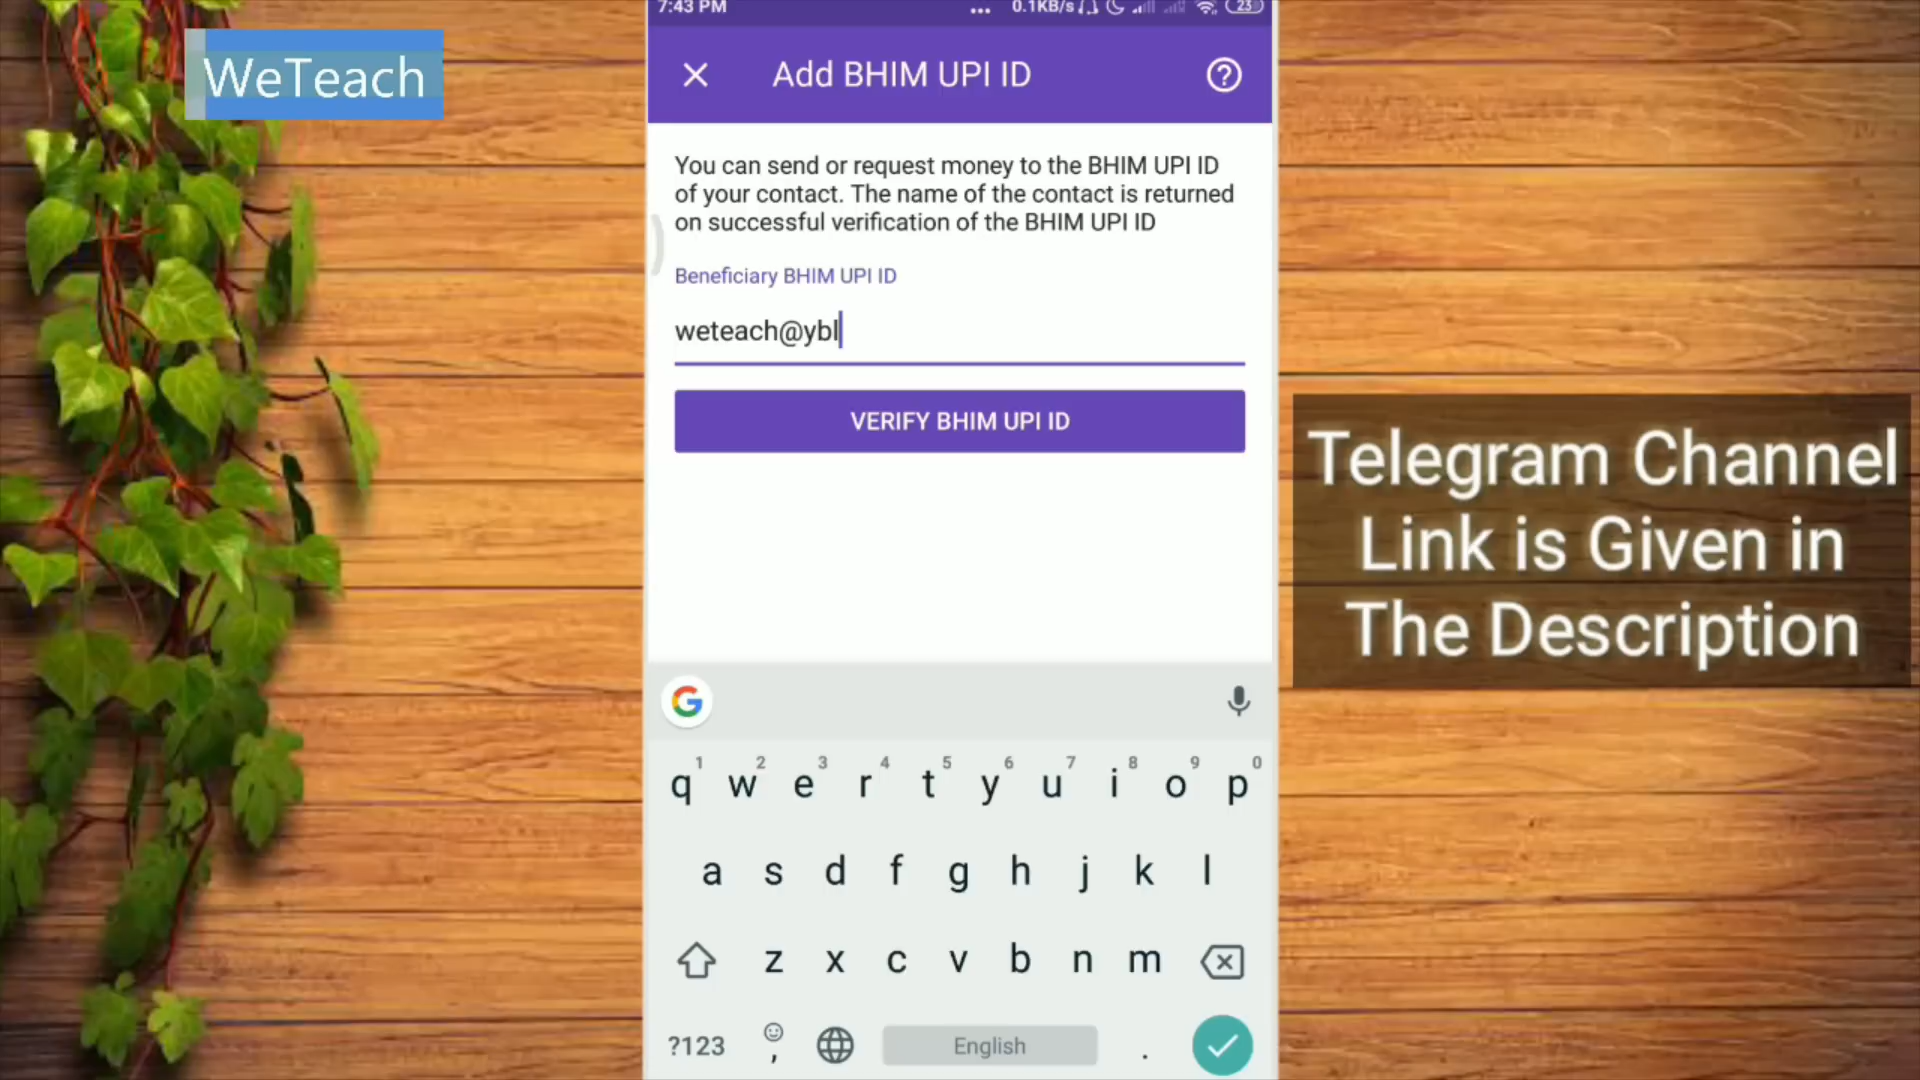 7:43 PM ... 0.1KB/s 23
WeTeach
Add BHIM UPI ID
You can send or request money to the BHIM UPI ID
of your contact. The name of the contact is returned
on successful verification of the BHIM UPI ID
Beneficiary BHIM UPI ID
weteach@ybl
VERIFY BHIM UPI ID
Telegram Channel
Link is Given in
The Description
G
1 2 3 4 5 6 7 8 9 0
q w e r t y u i o p
a s d f g h j k l
z x c v b n m
?123 , English .